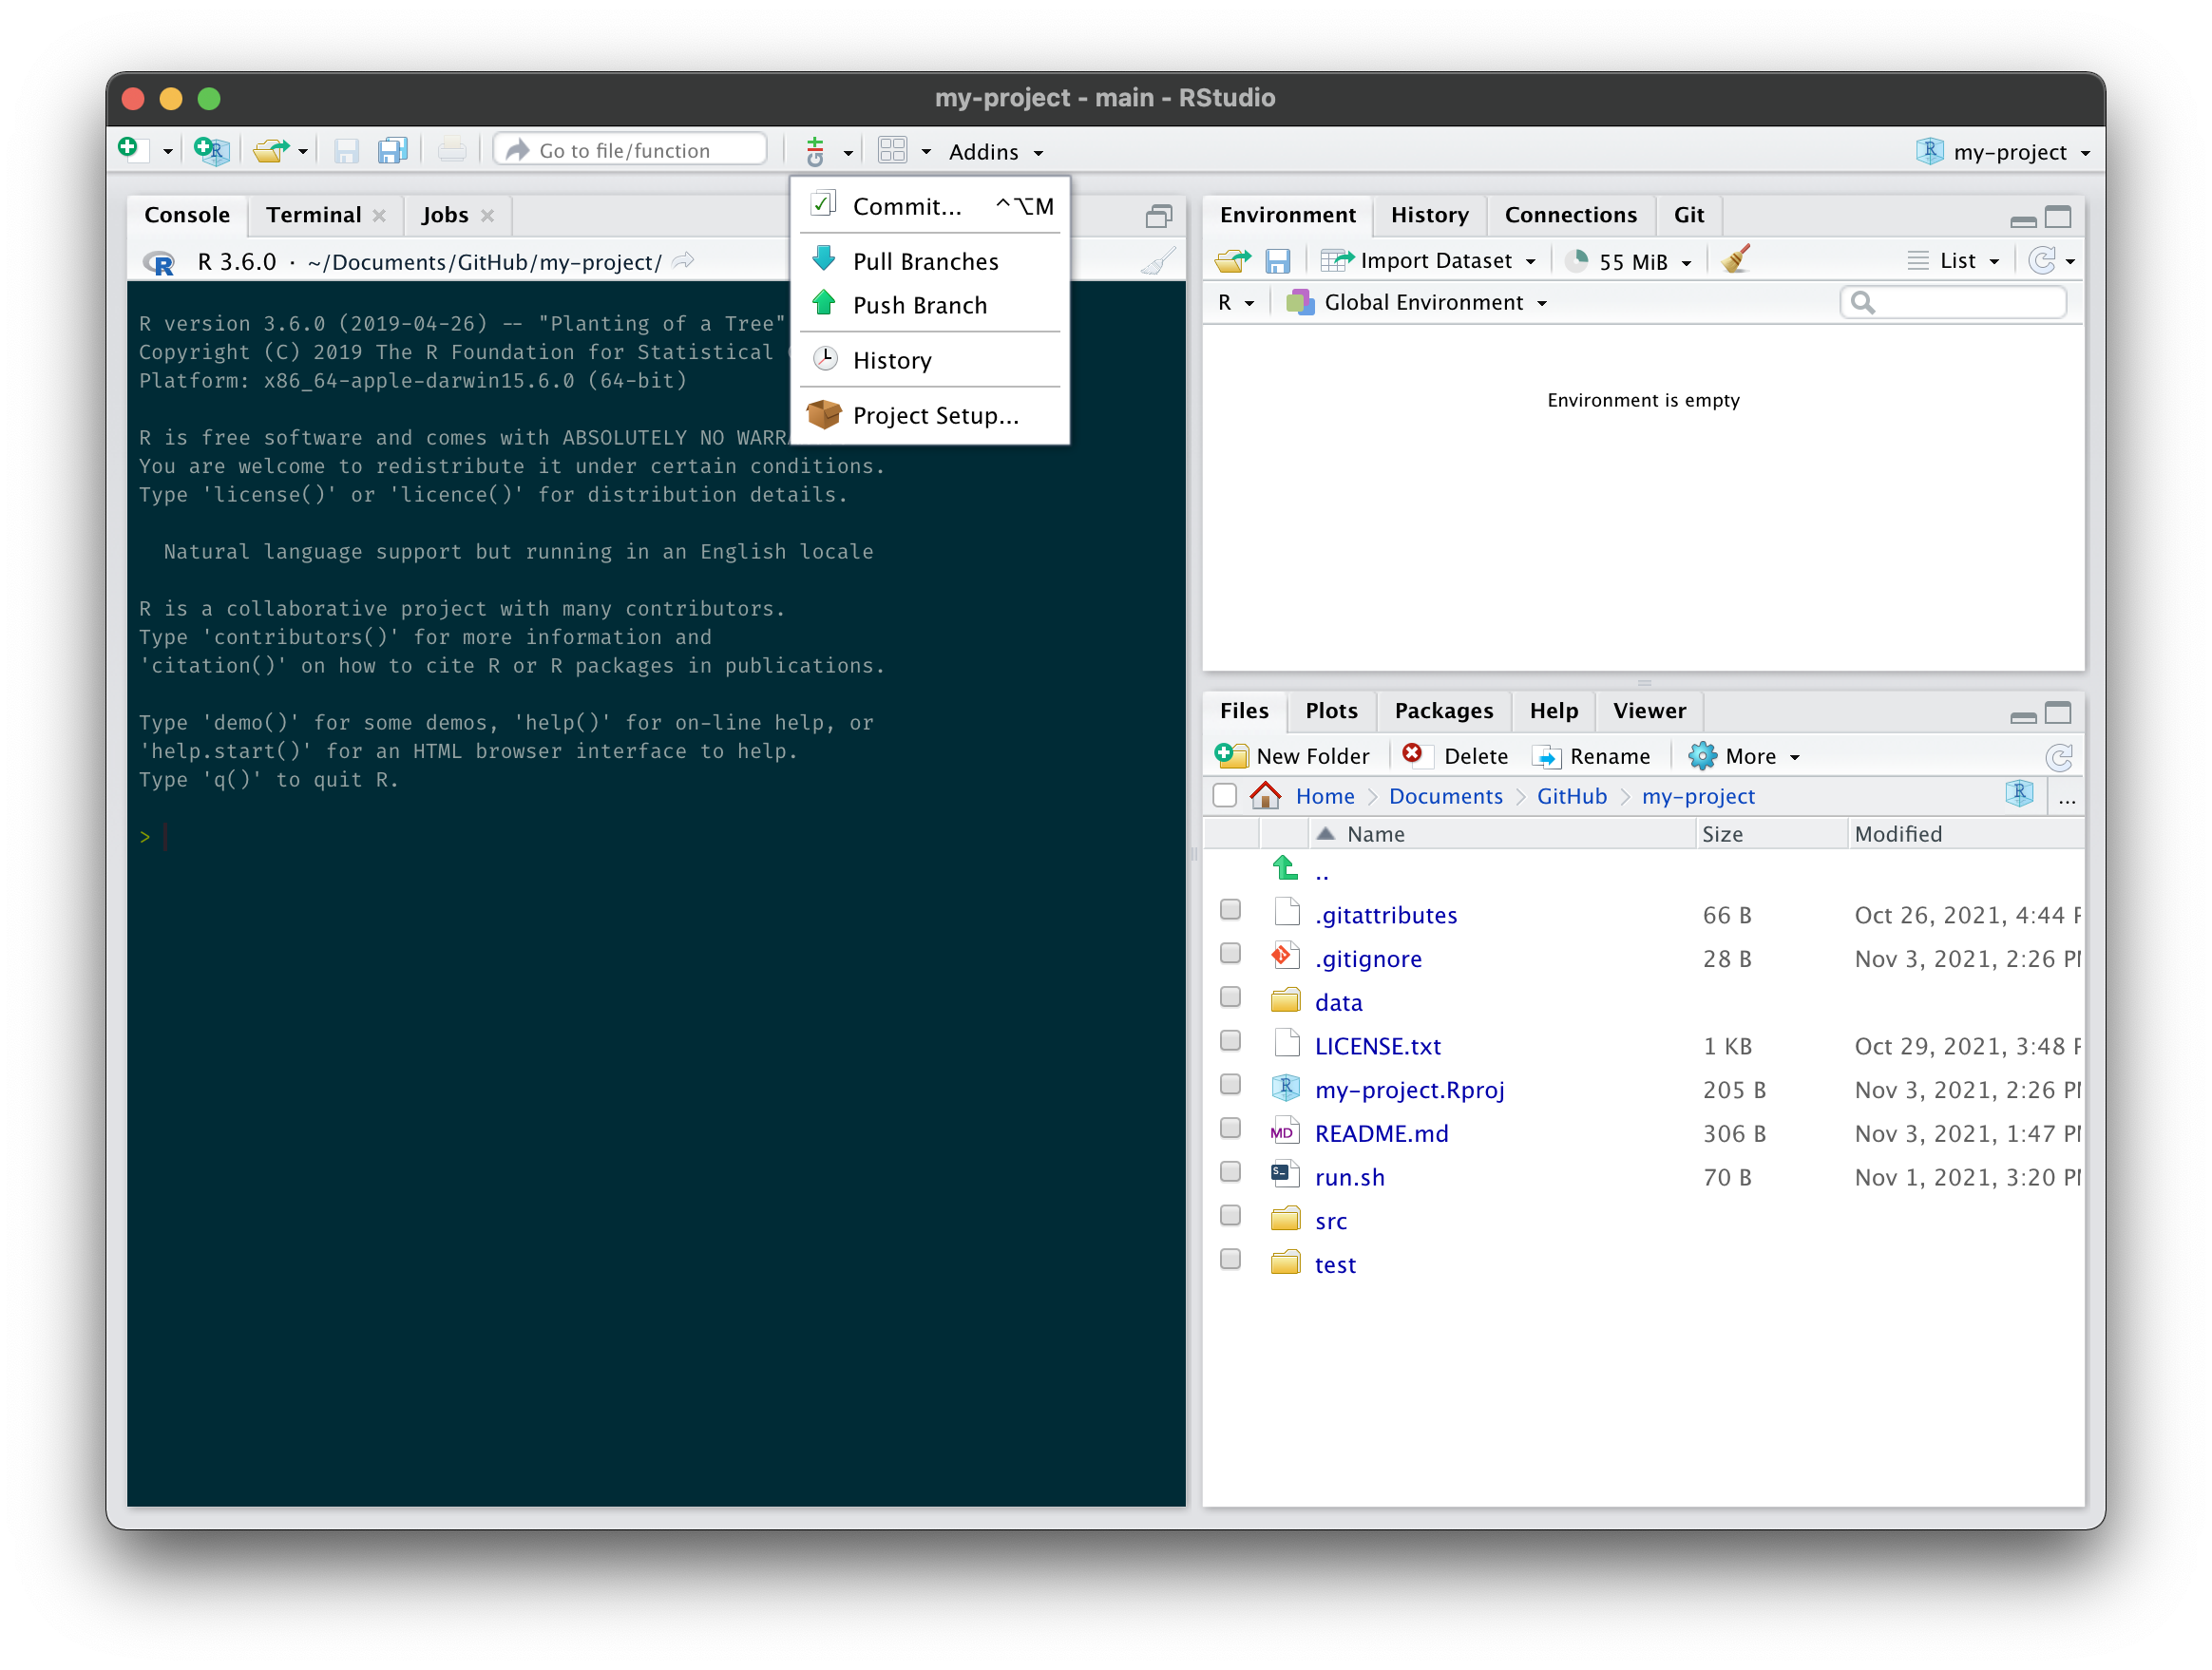 my-project - main - RStudio
Go to file/function
Addins
my-project
Console
Terminal
Jobs
R 3.6.0 · ~/Documents/GitHub/my-project/
R version 3.6.0 (2019-04-26) -- "Planting of a Tree"
Copyright (C) 2019 The R Foundation for Statistical
Platform: x86_64-apple-darwin15.6.0 (64-bit)
R is free software and comes with ABSOLUTELY NO WARRA
You are welcome to redistribute it under certain conditions.
Type 'license()' or 'licence()' for distribution details.
Natural language support but running in an English locale
R is a collaborative project with many contributors.
Type 'contributors()' for more information and
'citation()' on how to cite R or R packages in publications.
Type 'demo()' for some demos, 'help()' for on-line help, or
'help.start()' for an HTML browser interface to help.
Type 'q()' to quit R.
>
Commit... ^⌥M
Pull Branches
Push Branch
History
Project Setup...
Environment
History
Connections
Git
Import Dataset
55 MiB
List
R
Global Environment
Environment is empty
Files
Plots
Packages
Help
Viewer
New Folder
Delete
Rename
More
Home
Documents
GitHub
my-project
...
Name Size Modified
..
.gitattributes 66 B Oct 26, 2021, 4:44 P
.gitignore 28 B Nov 3, 2021, 2:26 PM
data
LICENSE.txt 1 KB Oct 29, 2021, 3:48 P
my-project.Rproj 205 B Nov 3, 2021, 2:26 PM
MD README.md 306 B Nov 3, 2021, 1:47 PM
run.sh 70 B Nov 1, 2021, 3:20 PM
src
test